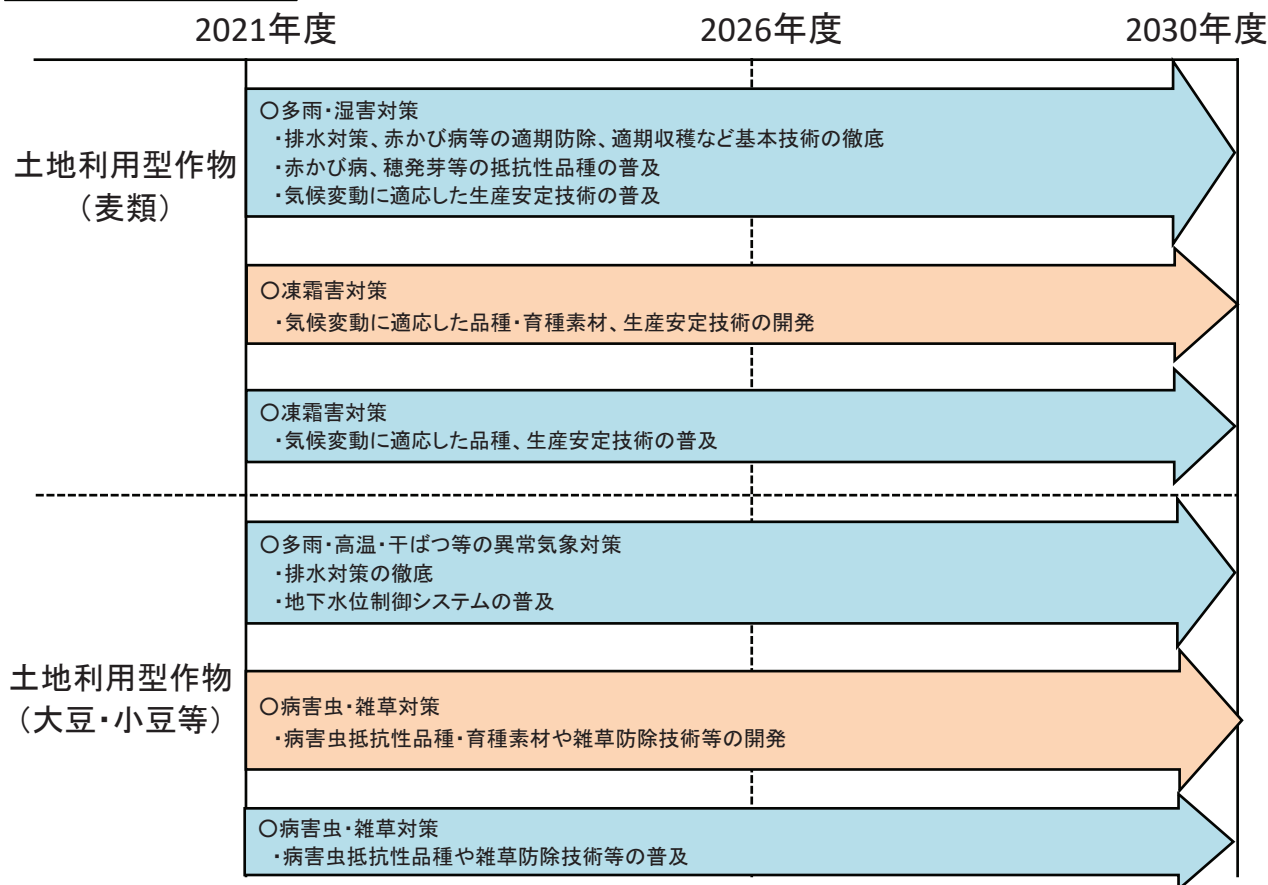 2021年度
2026年度
2030年度
土地利用型作物
(麦類)
〇多雨・湿害対策
・排水対策、赤かび病等の適期防除、適期収穫など基本技術の徹底
・赤かび病、穂発芽等の抵抗性品種の普及
・気候変動に適応した生産安定技術の普及
〇凍霜害対策
・気候変動に適応した品種・育種素材、生産安定技術の開発
〇凍霜害対策
・気候変動に適応した品種、生産安定技術の普及
土地利用型作物
(大豆・小豆等)
〇多雨・高温・干ばつ等の異常気象対策
・排水対策の徹底
・地下水位制御システムの普及
〇病害虫・雑草対策
・病害虫抵抗性品種・育種素材や雑草防除技術等の開発
〇病害虫・雑草対策
・病害虫抵抗性品種や雑草防除技術等の普及